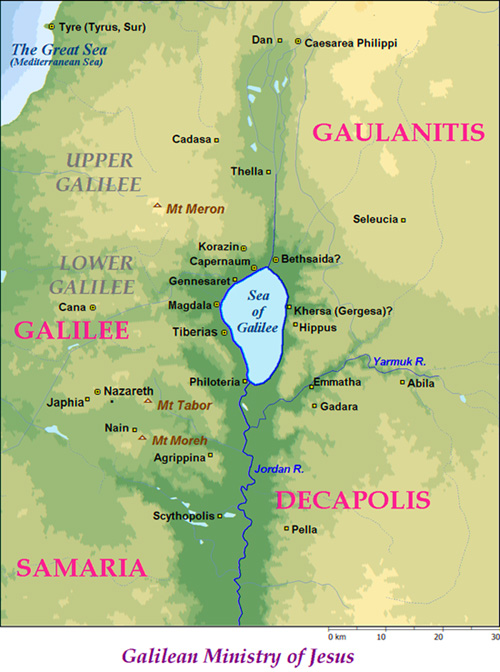 Tyre (Tyrus, Sur)
The Great Sea
(Mediterranean Sea)
Dan
Caesarea Philippi
GAULANITIS
Cadasa
UPPER
GALILEE
Thella
Mt Meron
Seleucia
Korazin
Capernaum
Bethsaida?
LOWER
GALILEE
Gennesaret
Cana
Magdala
Sea
of
Galilee
Khersa (Gergesa)?
Hippus
GALILEE
Tiberias
Yarmuk R.
Philoteria
Emmatha
Abila
Nazareth
Japhia
Mt Tabor
Gadara
Nain
Mt Moreh
Agrippina
Jordan R.
DECAPOLIS
Scythopolis
Pella
SAMARIA
0 km
10
20
30
Galilean Ministry of Jesus